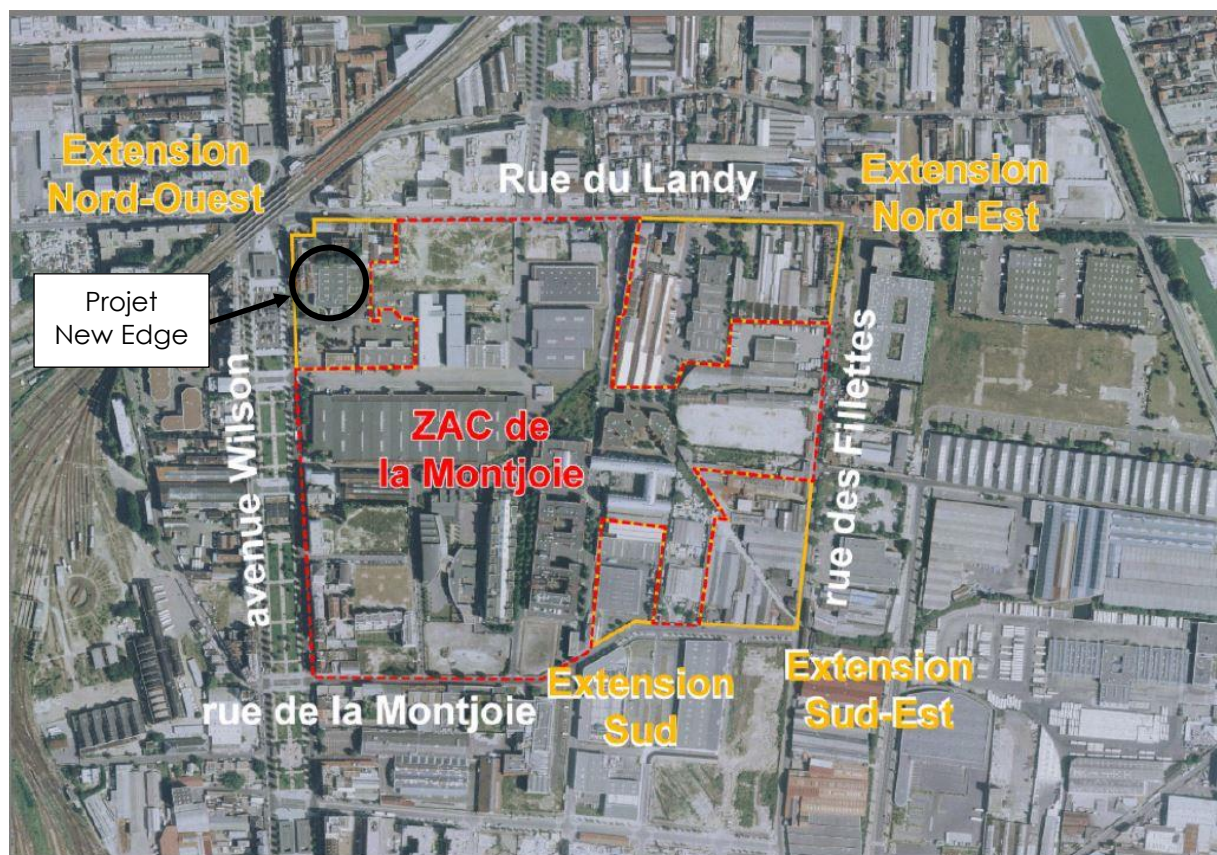 Extension
Nord-Ouest
Rue du Landy
Extension
Nord-Est
Projet
New Edge
avenue Wilson
ZAC de
la Montjoie
rue des Fillettes
rue de la Montjoie
Extension
Sud
Extension
Sud-Est